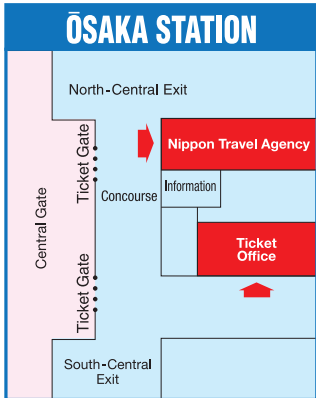 ŌSAKA STATION
North-Central Exit
Ticket Gate
Nippon Travel Agency
Central Gate
Concourse
Information
Ticket
Office
Ticket Gate
South-Central
Exit